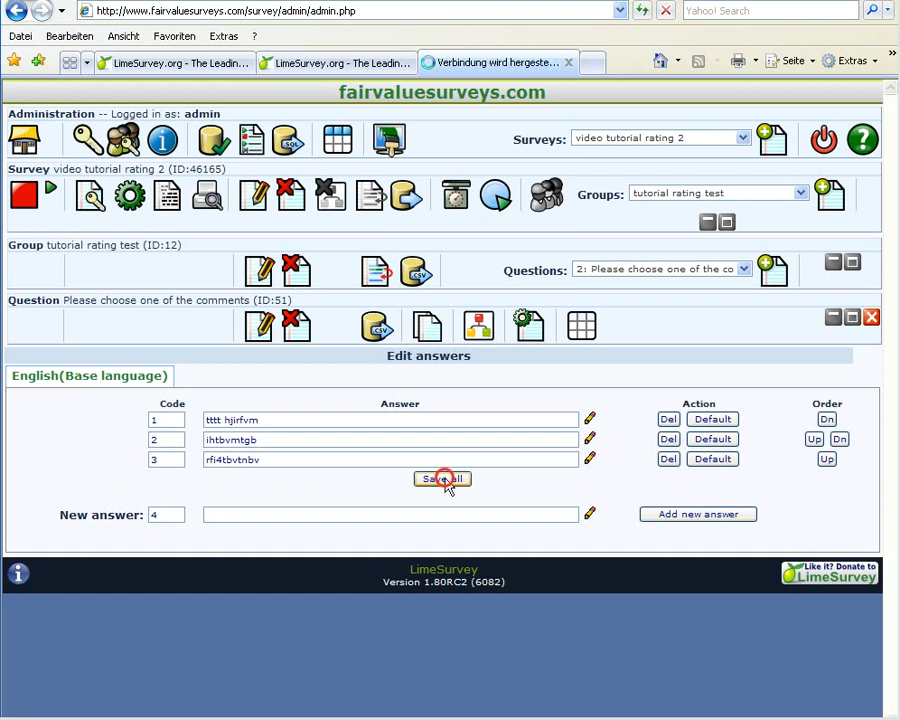 http://www.fairvaluesurveys.com/survey/admin/admin.php
Yahoo! Search
Datei Bearbeiten Ansicht Favoriten Extras ?
LimeSurvey.org - The Leadin... LimeSurvey.org - The Leadin... Verbindung wird hergeste... Seite Extras
fairvaluesurveys.com
Administration -- Logged in as: admin
SQL
Surveys: video tutorial rating 2
Survey video tutorial rating 2 (ID:46165)
Groups: tutorial rating test
Group tutorial rating test (ID:12)
CSV
Questions: 2: Please choose one of the co
Question Please choose one of the comments (ID:51)
CSV
Edit answers
English(Base language)
Code Answer Action Order
1 tttt hjirfvm Del Default Dn
2 ihtbvmtgb Del Default Up Dn
3 rfi4tbvtnbv Del Default Up
Save all
New answer: 4 Add new answer
LimeSurvey
Version 1.80RC2 (6082)
Like it? Donate to
LimeSurvey